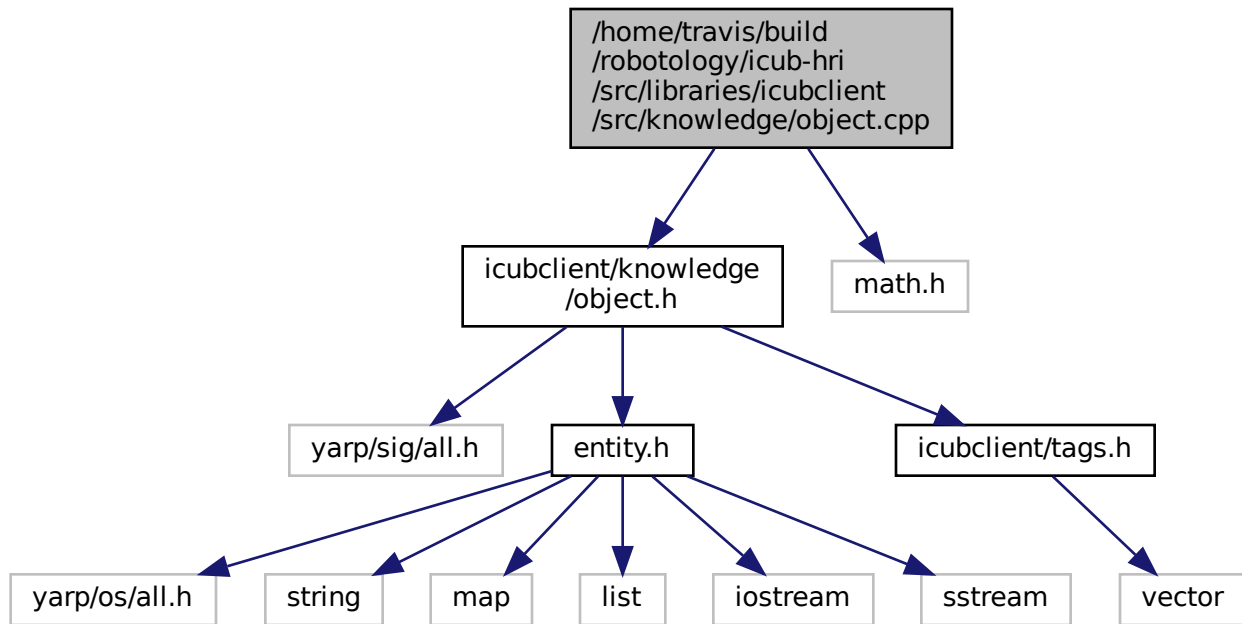 /home/travis/build
/robotology/icub-hri
/src/libraries/icubclient
/src/knowledge/object.cpp
icubclient/knowledge
/object.h
math.h
yarp/sig/all.h
entity.h
icubclient/tags.h
yarp/os/all.h
string
map
list
iostream
sstream
vector